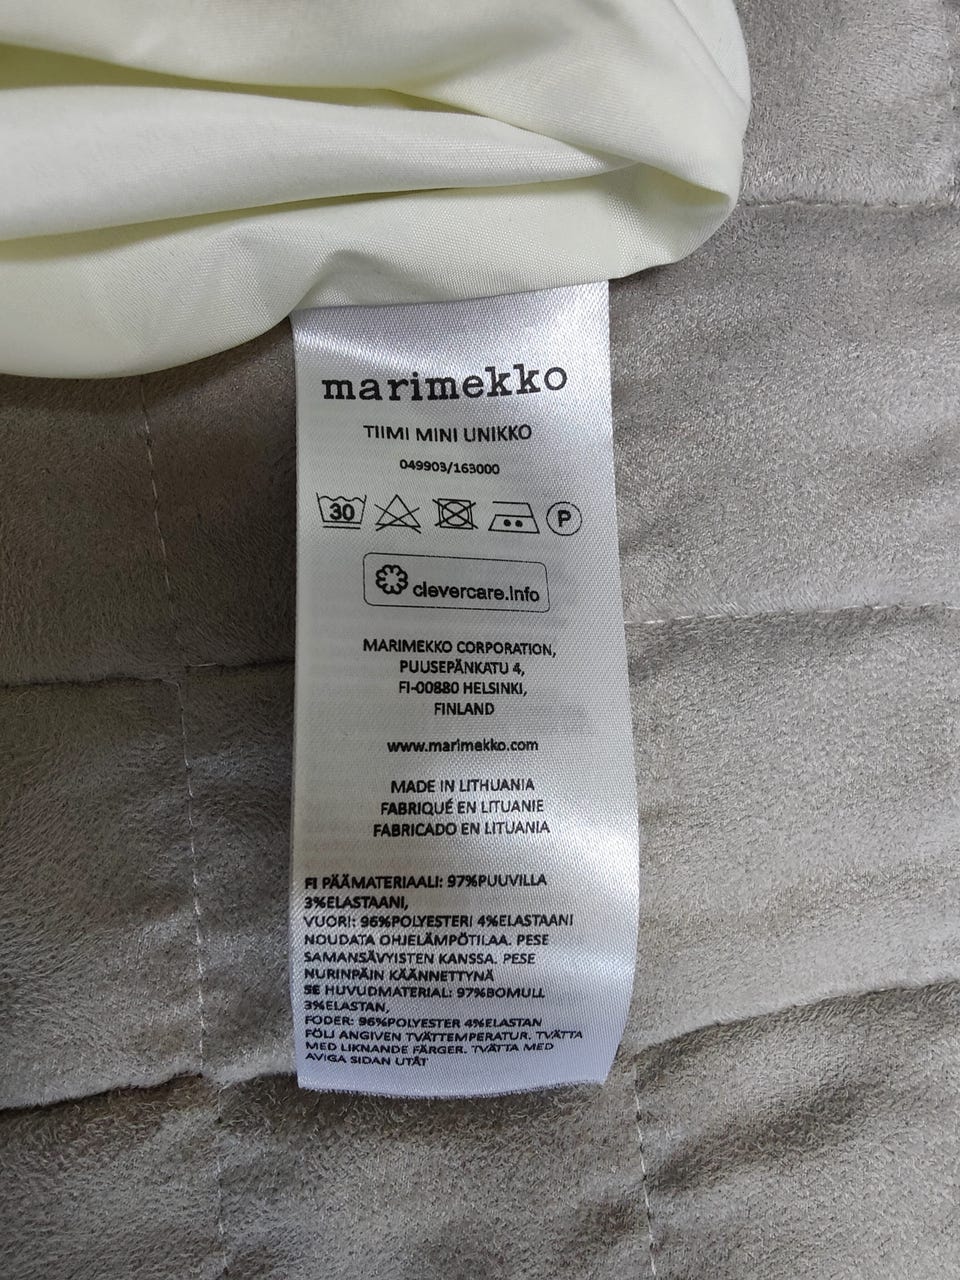 marimekko
TIIMI MINI UNIKKO
049903/163000
30
P
clevercare.info
MARIMEKKO CORPORATION,
PUUSEPÄNKATU 4,
FI-00880 HELSINKI,
FINLAND
www.marimekko.com
MADE IN LITHUANIA
FABRIQUÉ EN LITUANIE
FABRICADO EN LITUANIA
FI PÄÄMATERIAALI: 97%PUUVILLA
3%ELASTAANI,
VUORI: 96%POLYESTERI 4%ELASTAANI
NOUDATA OHJELÄMPÖTILAA. PESE
SAMANSÄVYISTEN KANSSA. PESE
NURINPÄIN KÄÄNNETTYNÄ
SE HUVUDMATERIAL: 97%BOMULL
3%ELASTAN,
FODER: 96%POLYESTER 4%ELASTAN
FÖLJ ANGIVEN TVÄTTEMPERATUR. TVÄTTA
MED LIKNANDE FÄRGER. TVÄTTA MED
AVIGA SIDAN UTÅT